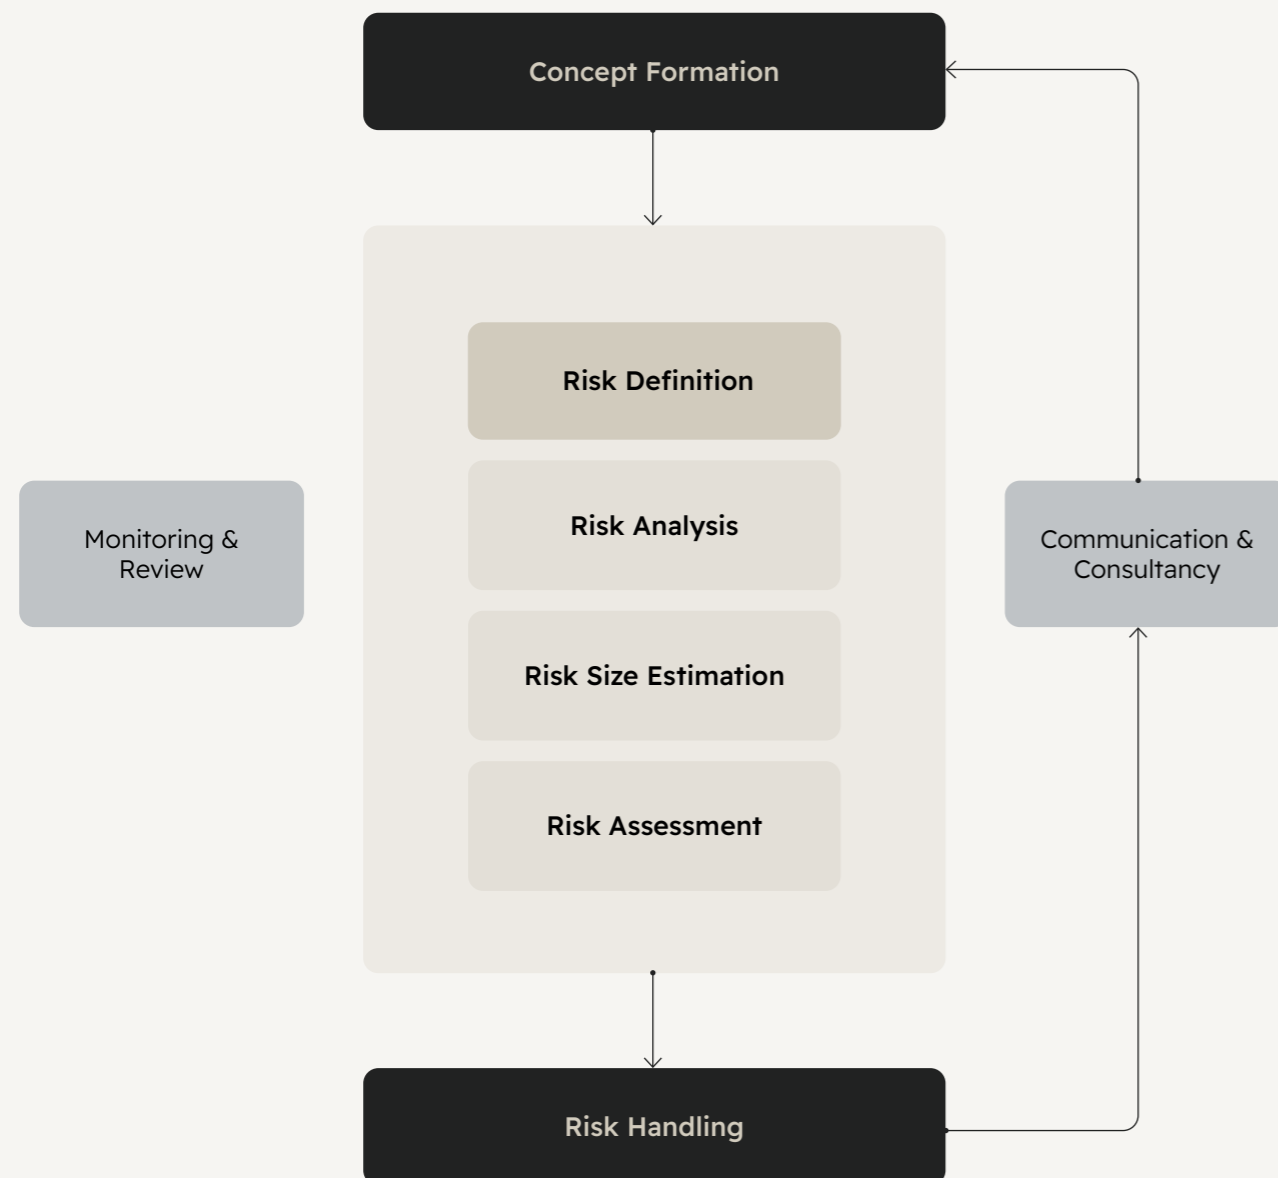 Concept Formation
Risk Definition
Risk Analysis
Monitoring &
Review
Communication &
Consultancy
Risk Size Estimation
Risk Assessment
Risk Handling